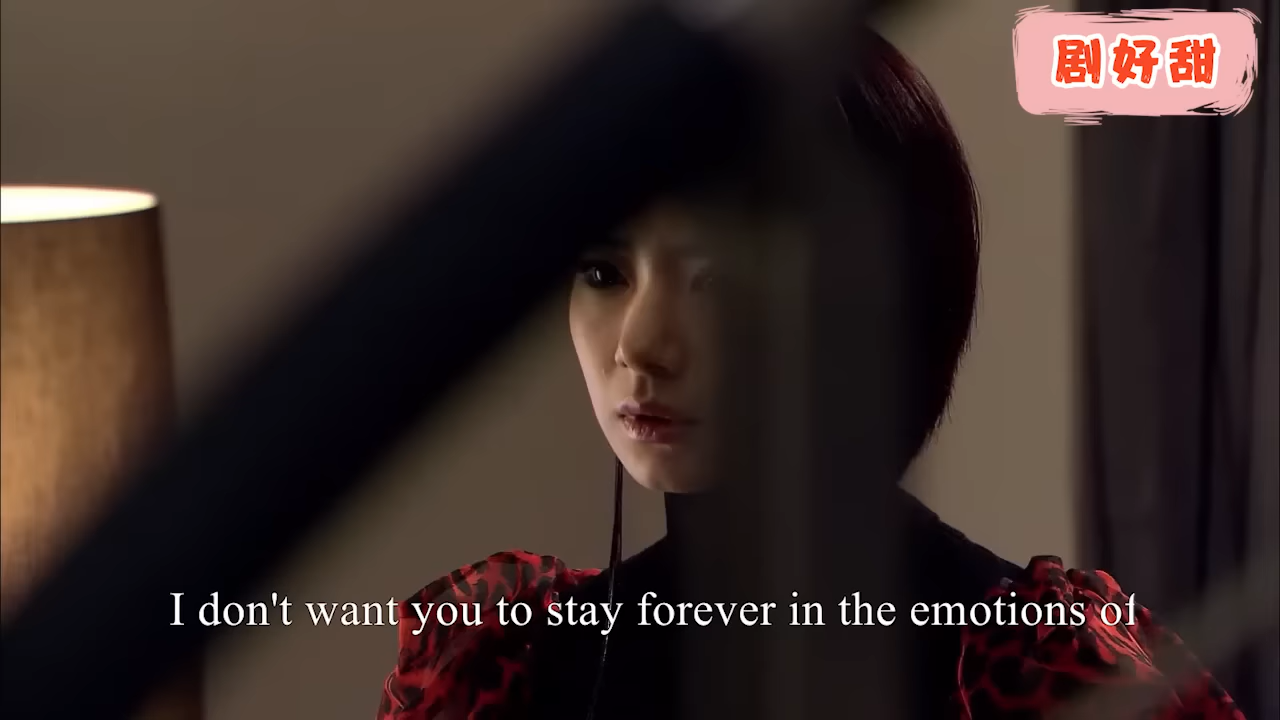 剧好甜
I don't want you to stay forever in the emotions of